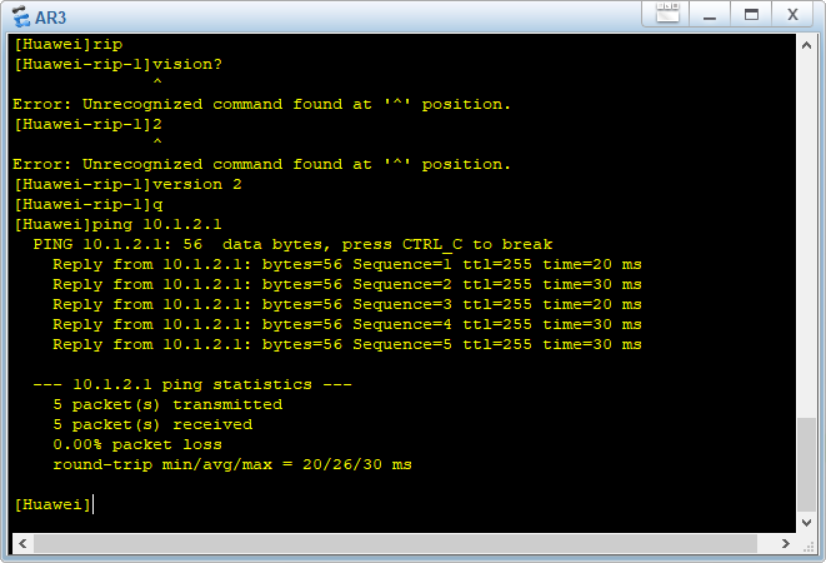 AR3
[Huawei]rip
[Huawei-rip-1]vision?
^
Error: Unrecognized command found at '^' position.
[Huawei-rip-1]2
^
Error: Unrecognized command found at '^' position.
[Huawei-rip-1]version 2
[Huawei-rip-1]q
[Huawei]ping 10.1.2.1
PING 10.1.2.1: 56  data bytes, press CTRL_C to break
Reply from 10.1.2.1: bytes=56 Sequence=1 ttl=255 time=20 ms
Reply from 10.1.2.1: bytes=56 Sequence=2 ttl=255 time=30 ms
Reply from 10.1.2.1: bytes=56 Sequence=3 ttl=255 time=20 ms
Reply from 10.1.2.1: bytes=56 Sequence=4 ttl=255 time=30 ms
Reply from 10.1.2.1: bytes=56 Sequence=5 ttl=255 time=30 ms
--- 10.1.2.1 ping statistics ---
5 packet(s) transmitted
5 packet(s) received
0.00% packet loss
round-trip min/avg/max = 20/26/30 ms
[Huawei]